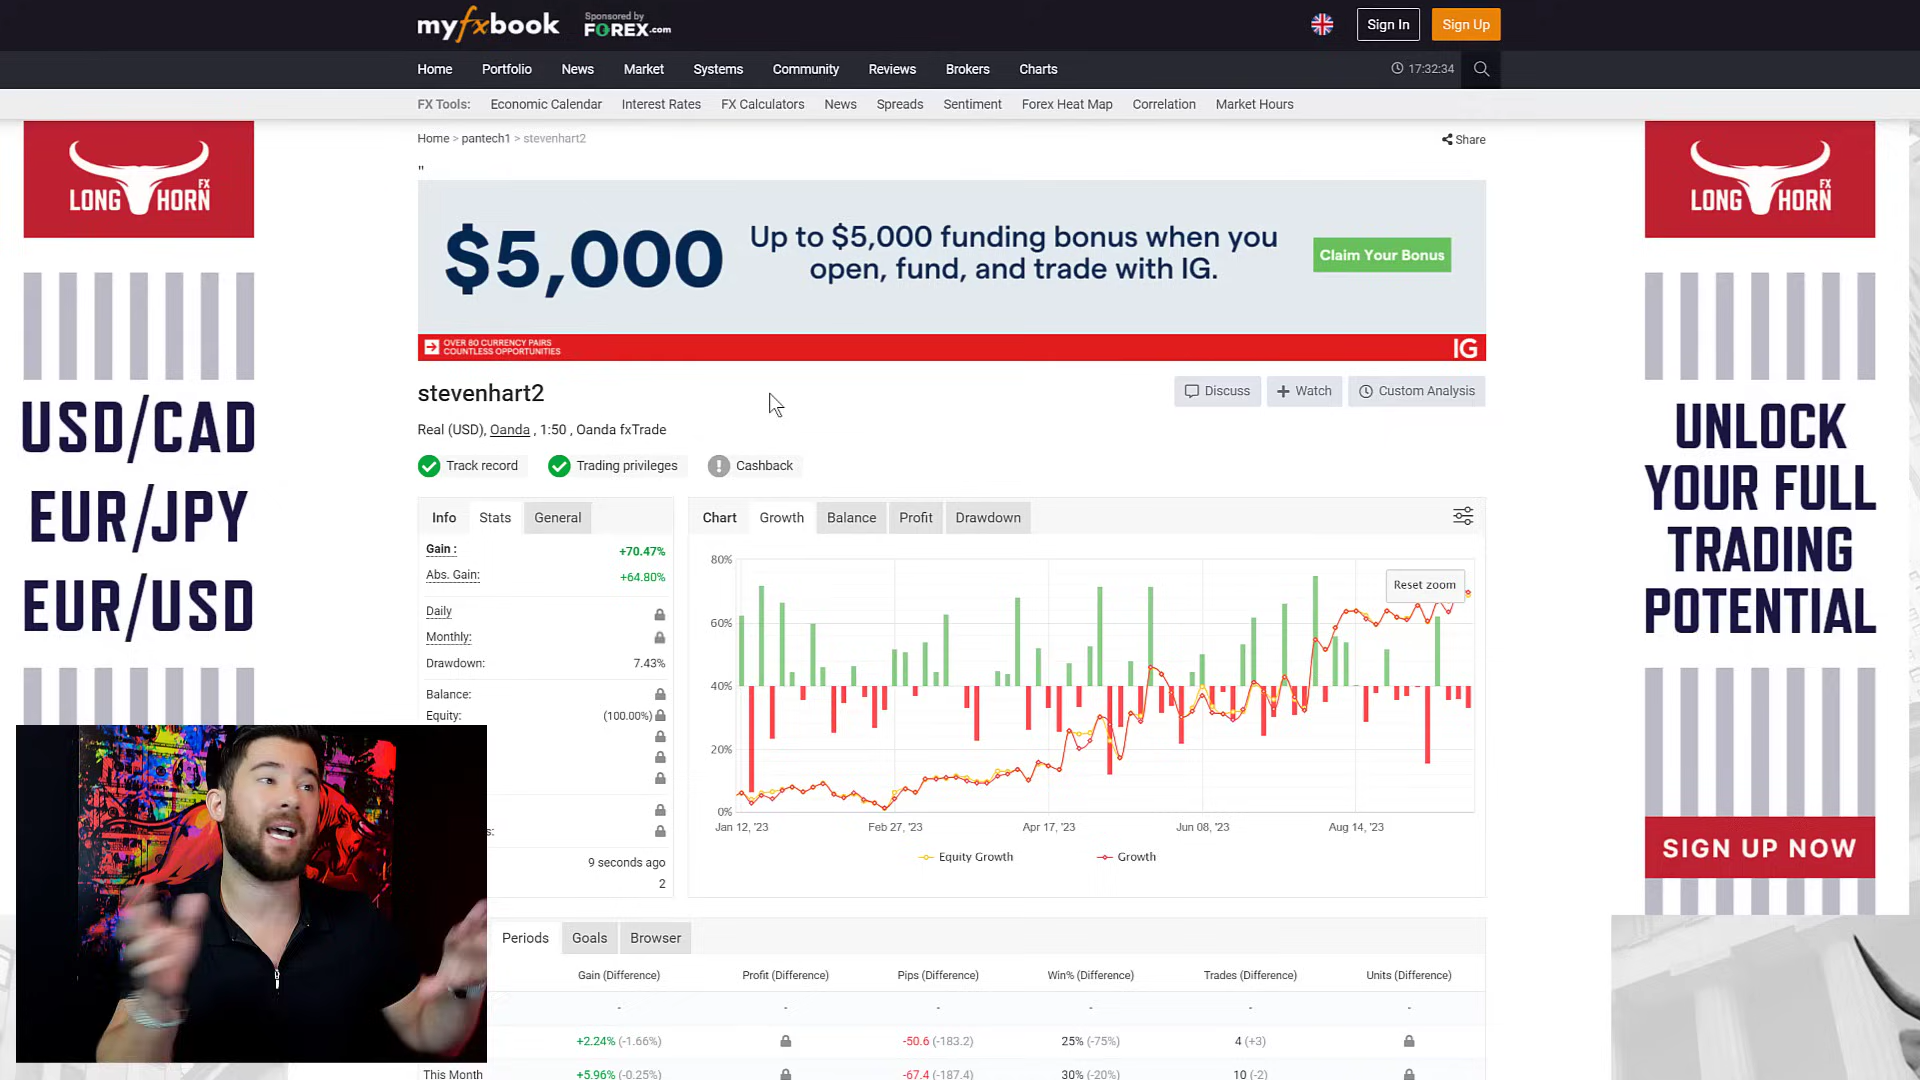 myfxbook
Sponsored by
FOREX.com
Sign In
Sign Up
Home Portfolio News Market Systems Community Reviews Brokers Charts
17:32:34
FX Tools: Economic Calendar Interest Rates FX Calculators News Spreads Sentiment Forex Heat Map Correlation Market Hours
Home > pantech1 > stevenhart2
Share
"
LONG HORN FX
USD/CAD
EUR/JPY
EUR/USD
$5,000
Up to $5,000 funding bonus when you
open, fund, and trade with IG.
Claim Your Bonus
OVER 80 CURRENCY PAIRS
COUNTLESS OPPORTUNITIES
IG
LONG HORN FX
UNLOCK
YOUR FULL
TRADING
POTENTIAL
SIGN UP NOW
stevenhart2
Discuss
Watch
Custom Analysis
Real (USD), Oanda , 1:50 , Oanda fxTrade
Track record
Trading privileges
Cashback
Info Stats General
Gain : +70.47%
Abs. Gain: +64.80%
Daily
Monthly:
Drawdown: 7.43%
Balance:
Equity: (100.00%)
s:
9 seconds ago
2
Chart Growth Balance Profit Drawdown
Reset zoom
80%
60%
40%
20%
0%
Jan 12, '23 Feb 27, '23 Apr 17, '23 Jun 08, '23 Aug 14, '23
Equity Growth Growth
Periods Goals Browser
Gain (Difference) Profit (Difference) Pips (Difference) Win% (Difference) Trades (Difference) Units (Difference)
- - - - - -
+2.24% (-1.66%) -50.6 (-183.2) 25% (-75%) 4 (+3)
This Month +5.96% (-0.25%) -67.4 (-187.4) 30% (-20%) 10 (-2)